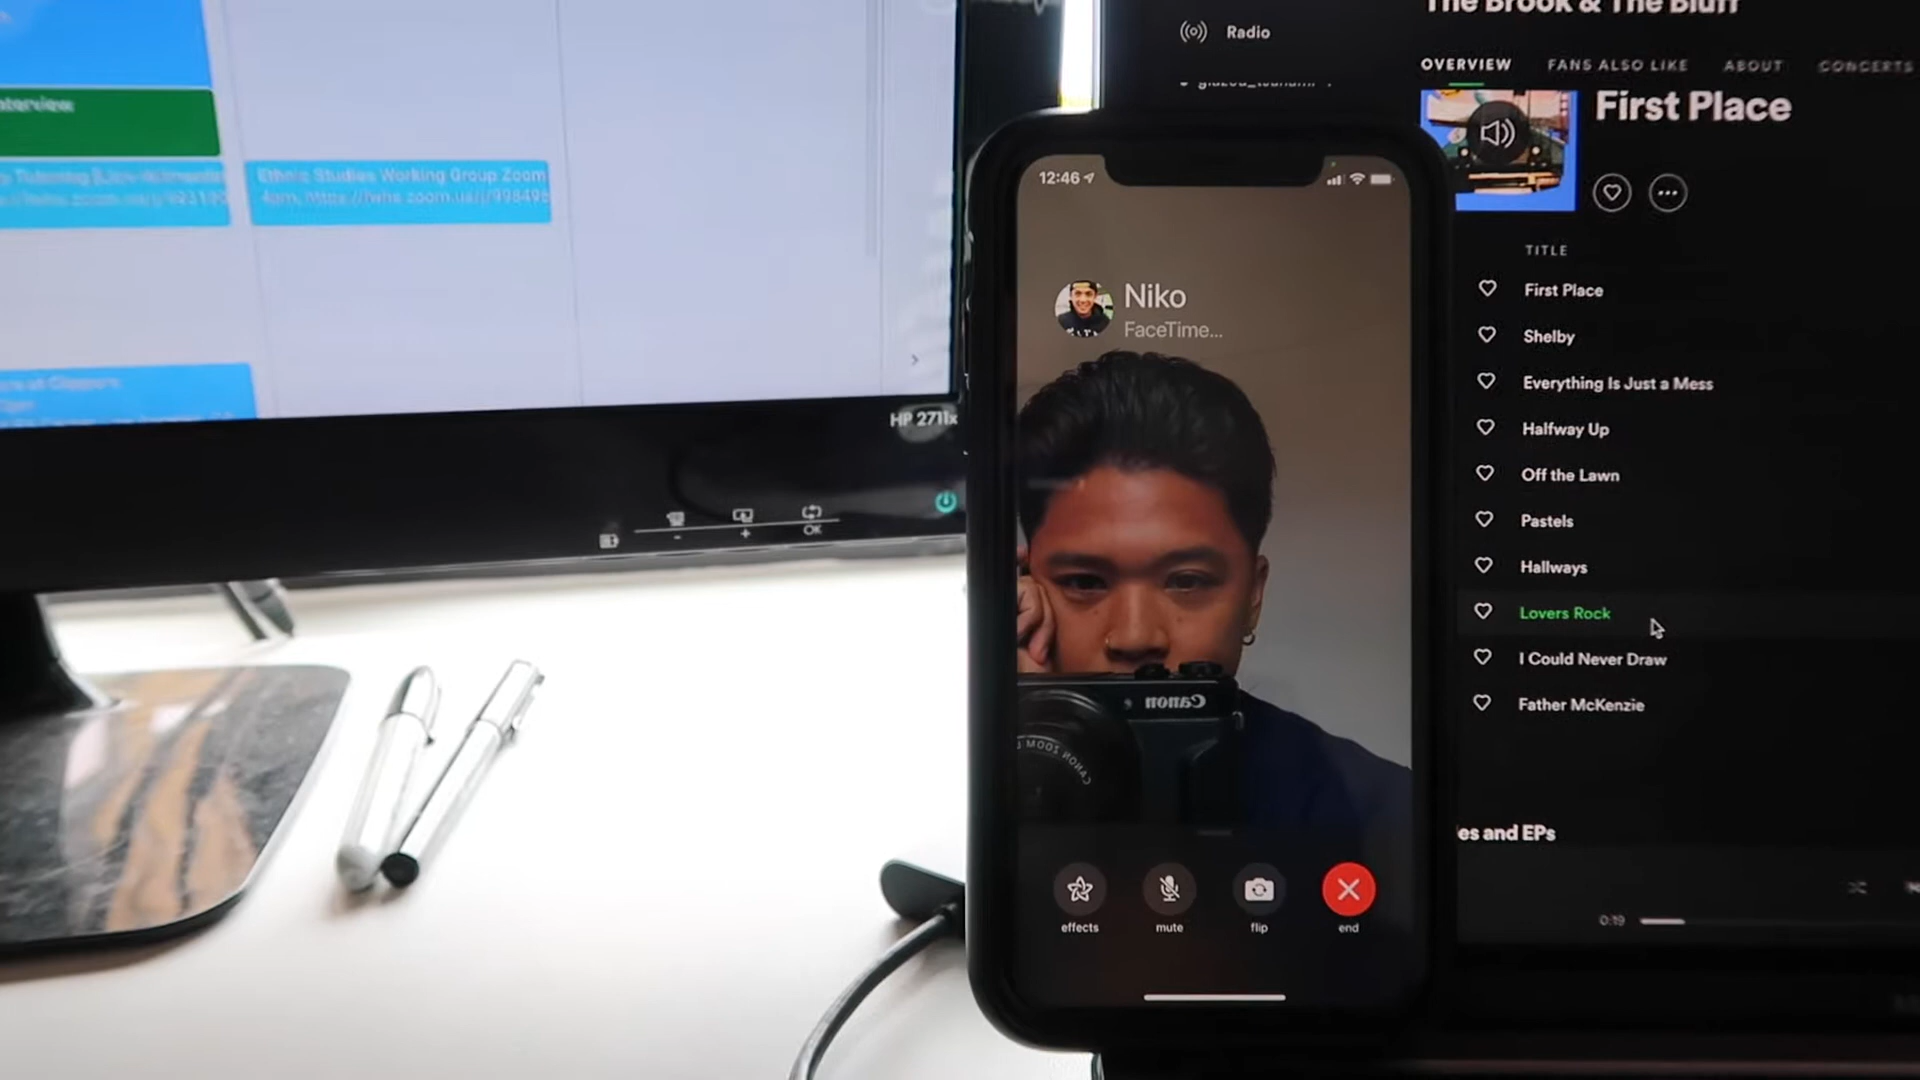 Interview
Ethnic Studies Working Group Zoom
HP 2711x
- + OK
12:46
Niko
FaceTime...
Canon
CANON ZOOM
effects mute flip end
Radio
The Brook & The Bluff
OVERVIEW FANS ALSO LIKE ABOUT CONCERTS
First Place
TITLE
First Place
Shelby
Everything Is Just a Mess
Halfway Up
Off the Lawn
Pastels
Hallways
Lovers Rock
I Could Never Draw
Father McKenzie
es and EPs
0:19